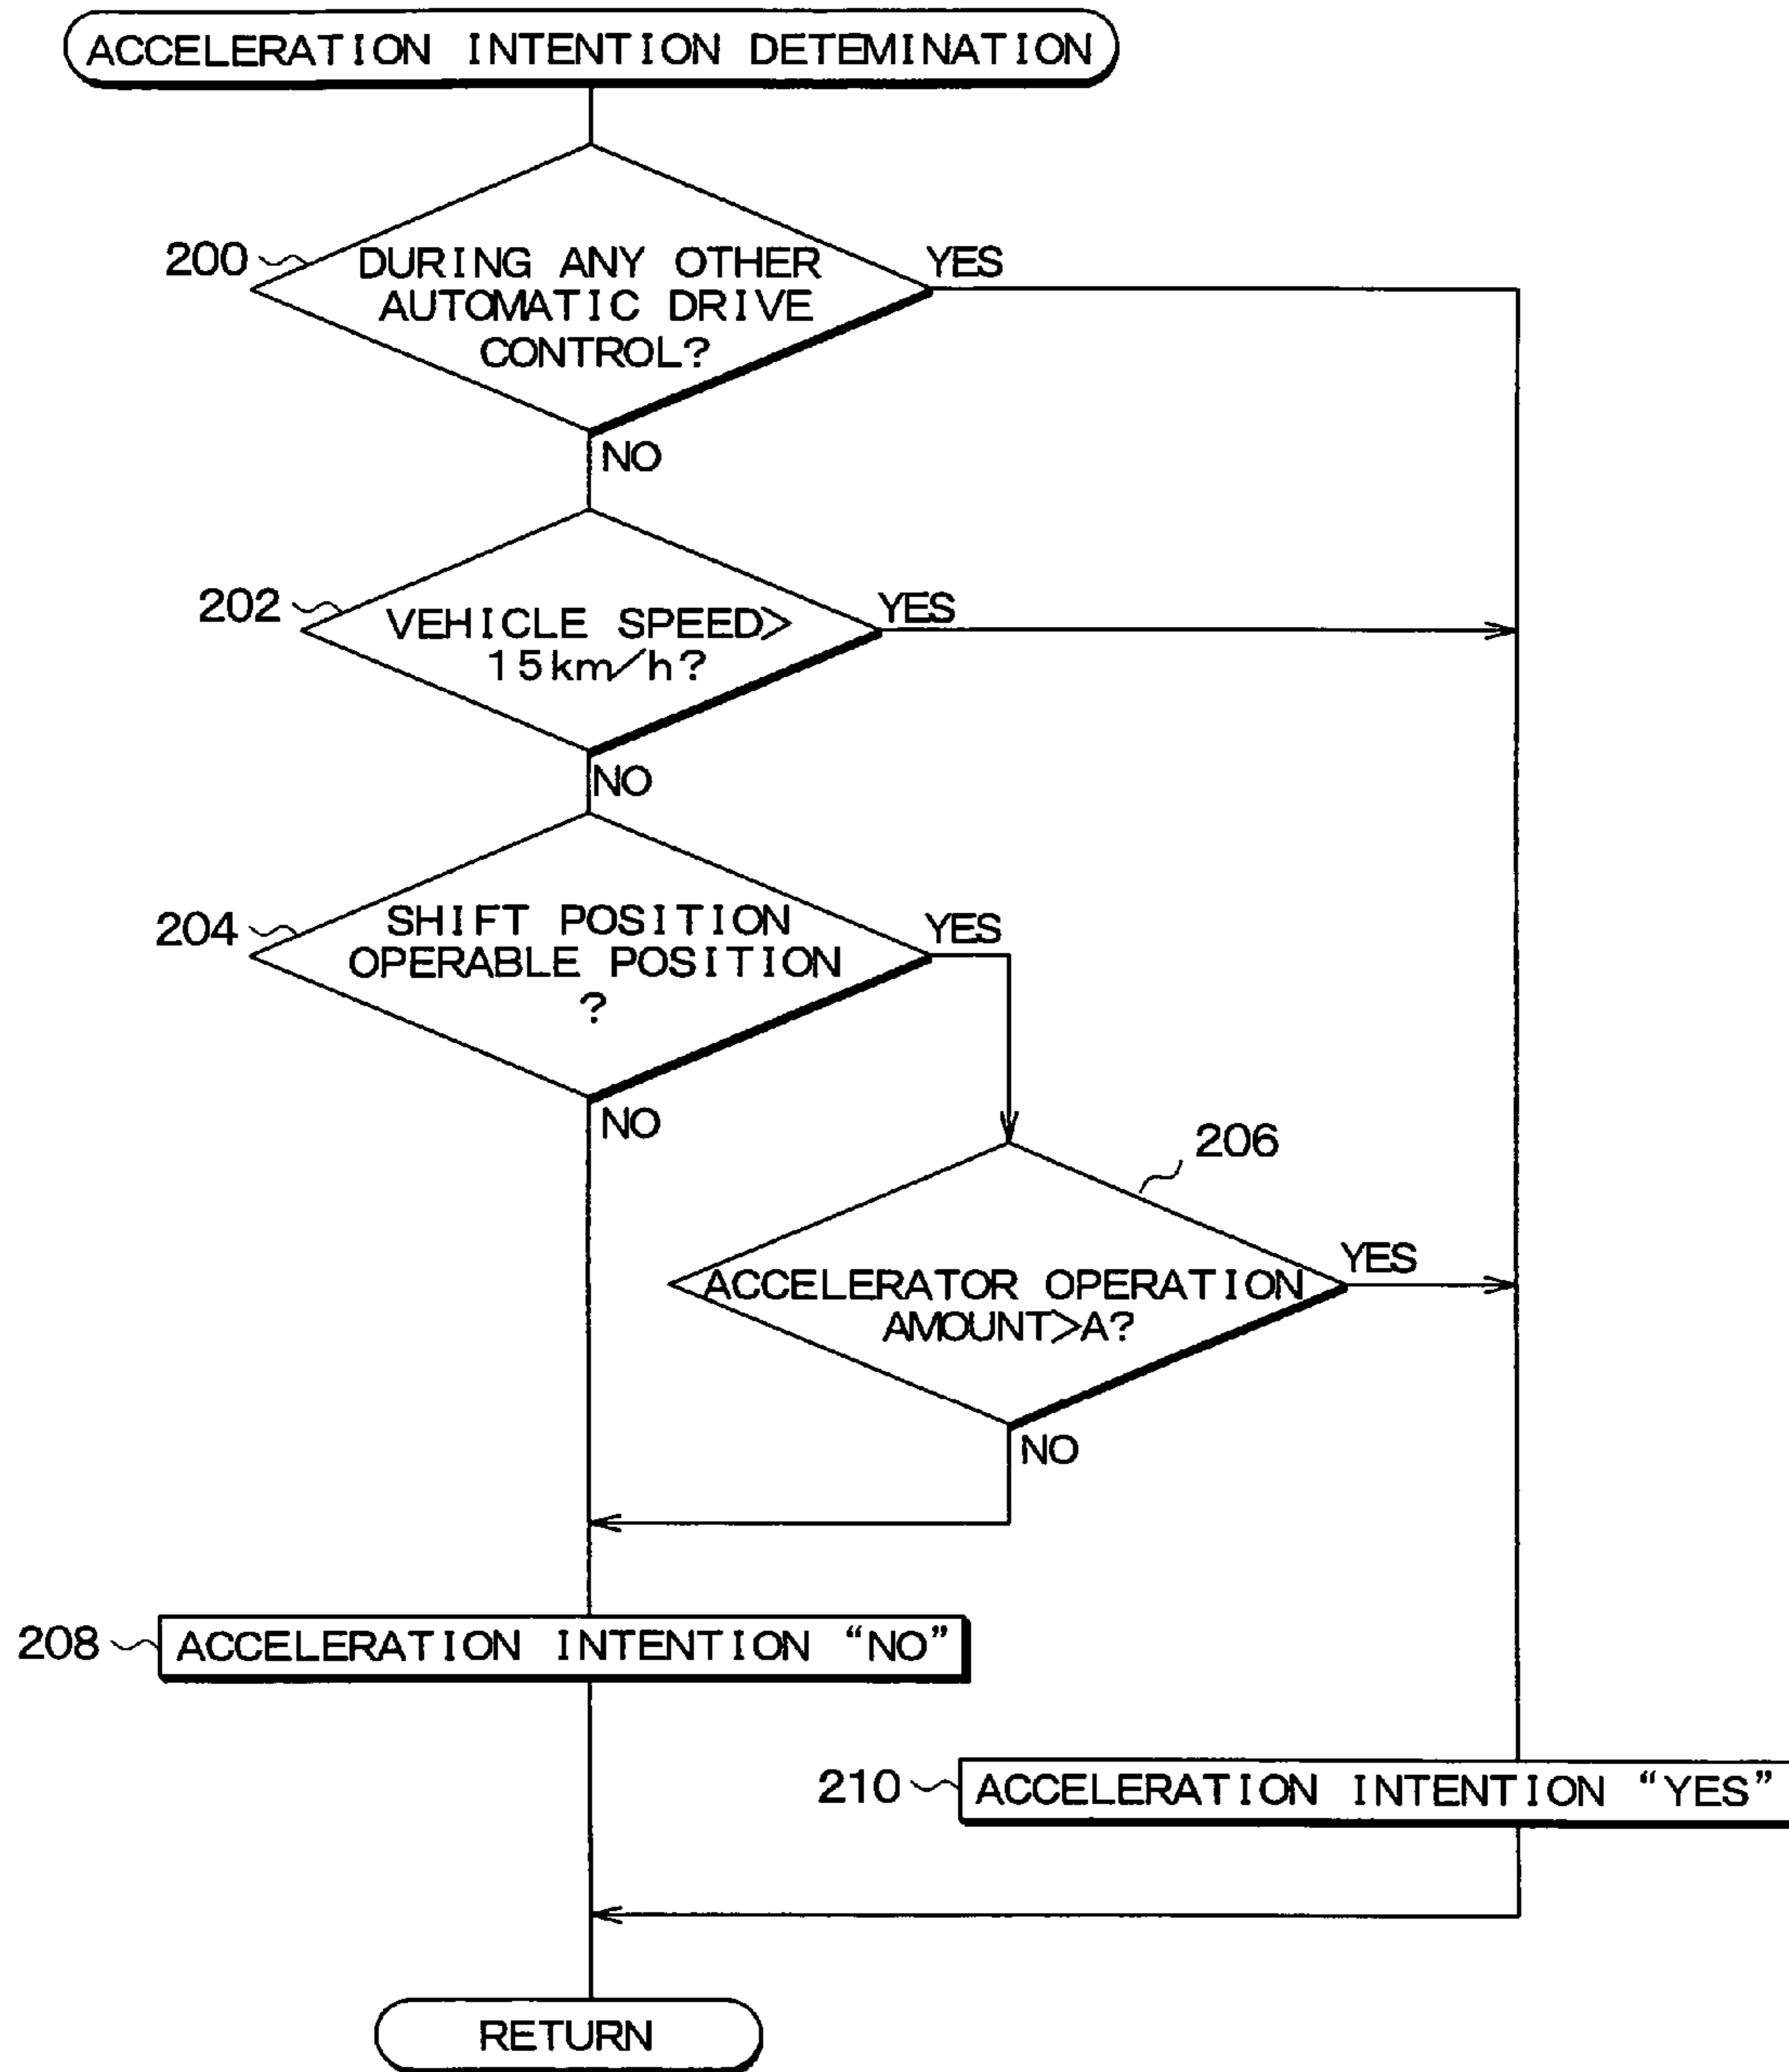 ACCELERATION INTENTION DETEMINATION
200
DURING ANY OTHER
AUTOMATIC DRIVE
CONTROL?
YES
NO
202
VEHICLE SPEED>
15km/h?
YES
NO
204
SHIFT POSITION
OPERABLE POSITION
?
YES
NO
206
ACCELERATOR OPERATION
AMOUNT>A?
YES
NO
208
ACCELERATION INTENTION “NO”
210
ACCELERATION INTENTION “YES”
RETURN